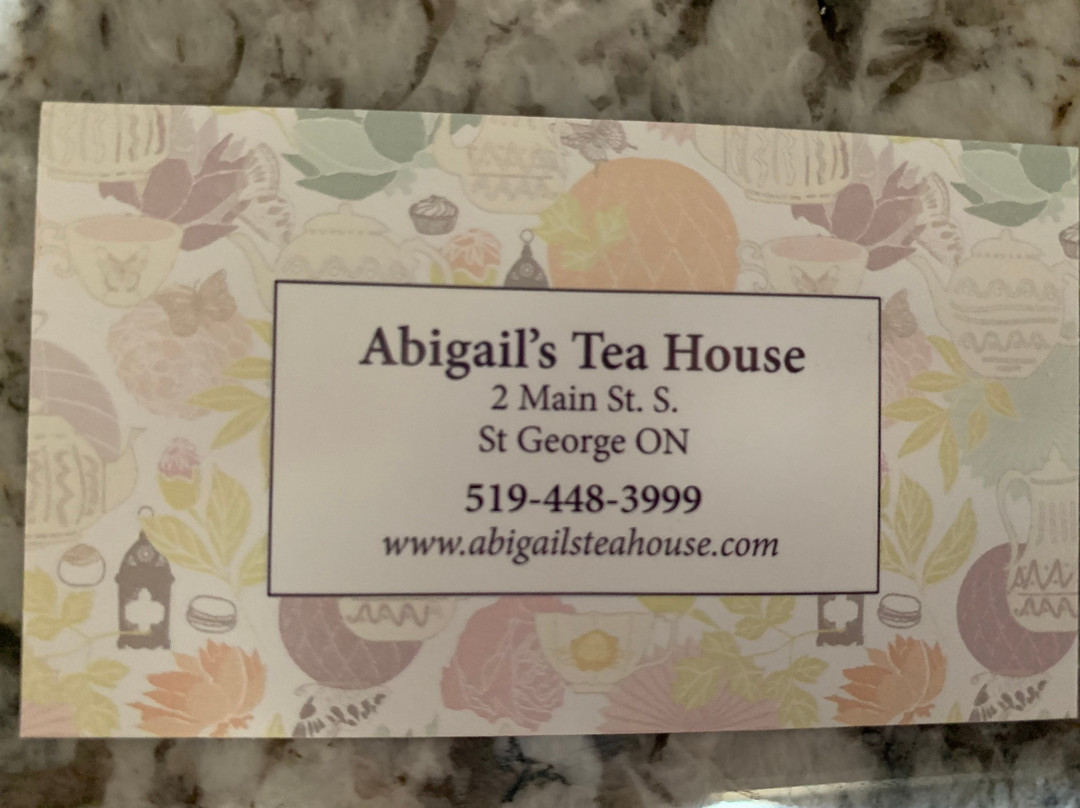 Abigail's Tea House
2 Main St. S.
St George ON
519-448-3999
www.abigailsteahouse.com